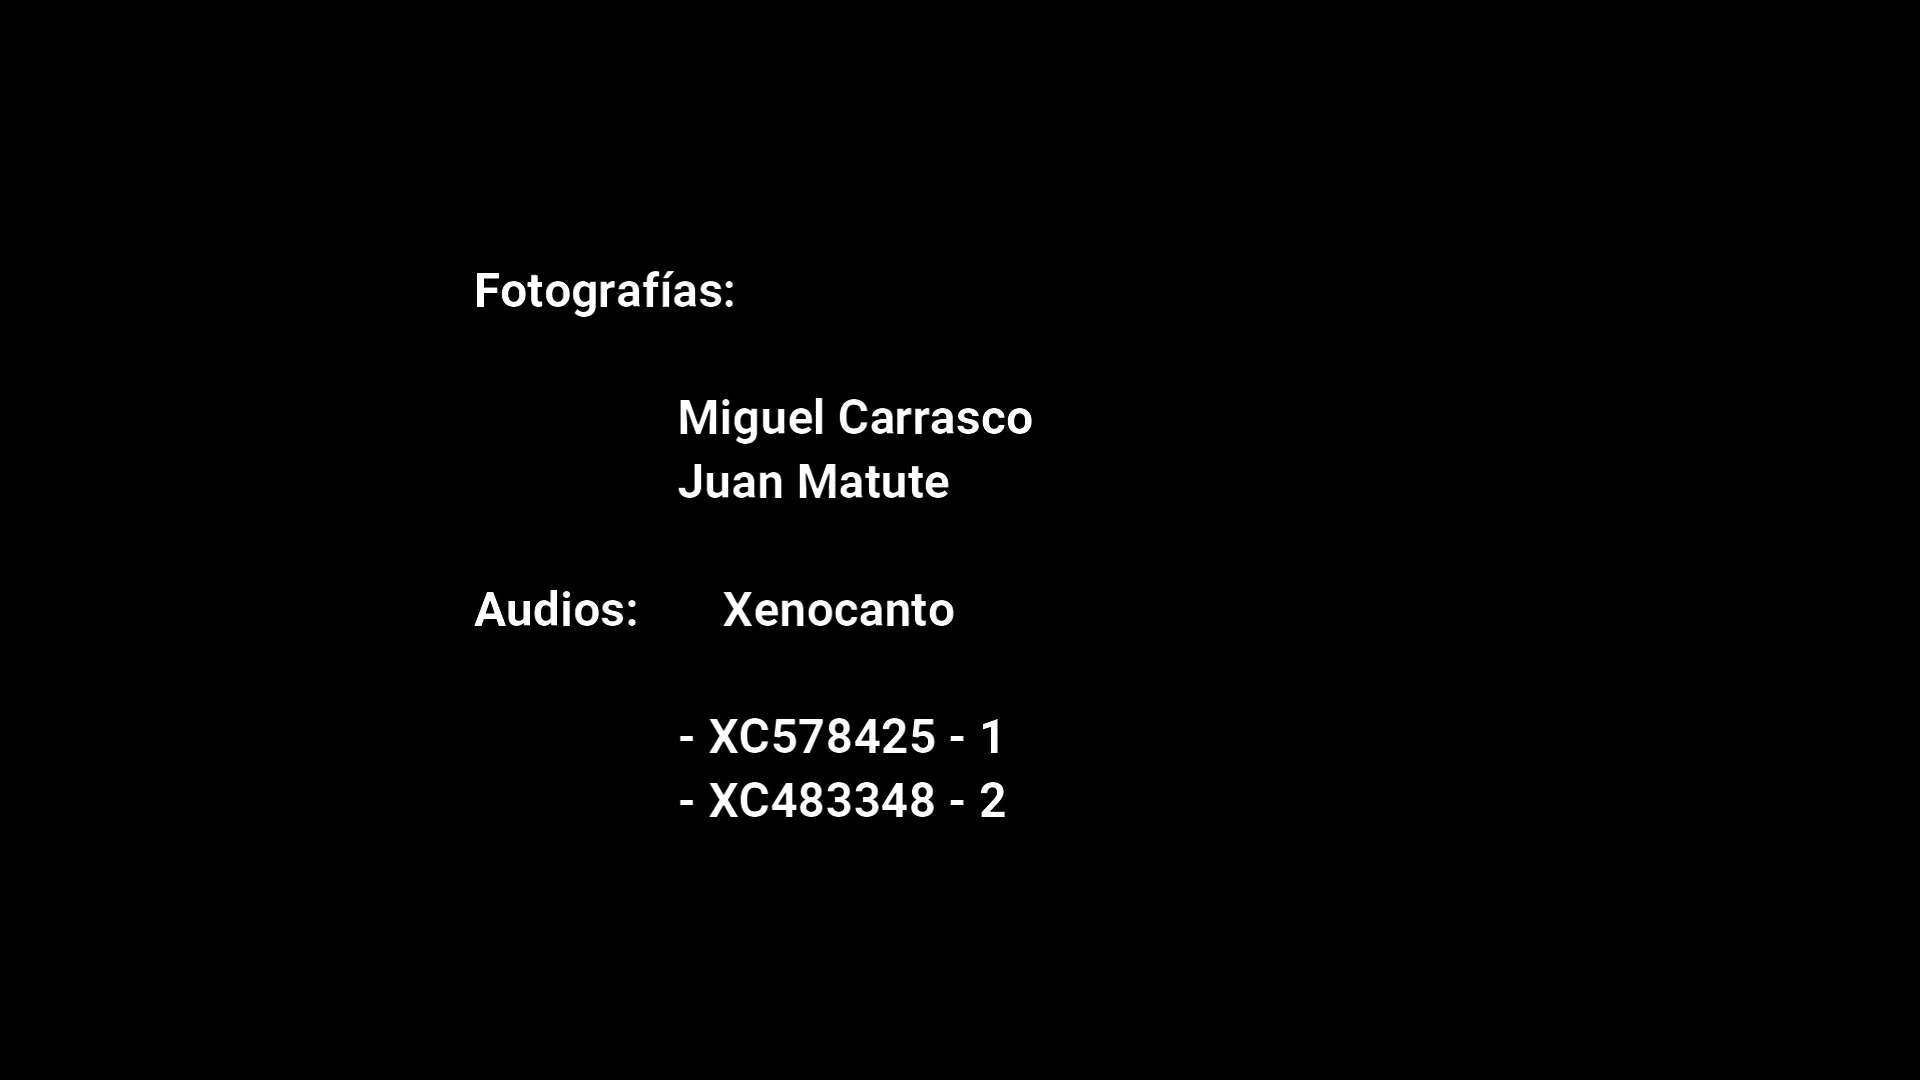 Fotografías:
Miguel Carrasco
Juan Matute
Audios: Xenocanto
- XC578425 - 1
- XC483348 - 2